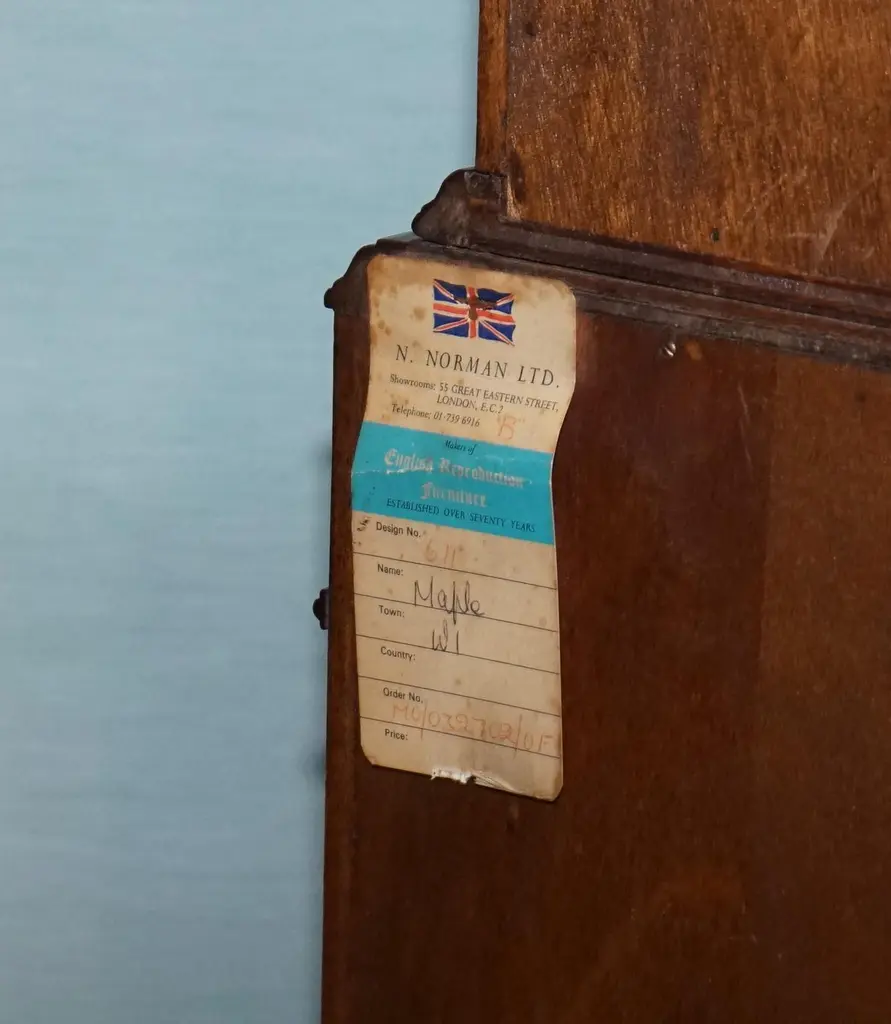 N. NORMAN LTD.
Showrooms: 55 GREAT EASTERN STREET,
LONDON, E.C.2
Telephone: 01-739 6916
"B"
Makers of
English Reproduction
Furniture
ESTABLISHED OVER SEVENTY YEARS
Design No. 611
Name: Maple
Town: W1
Country:
Order No.
Price: